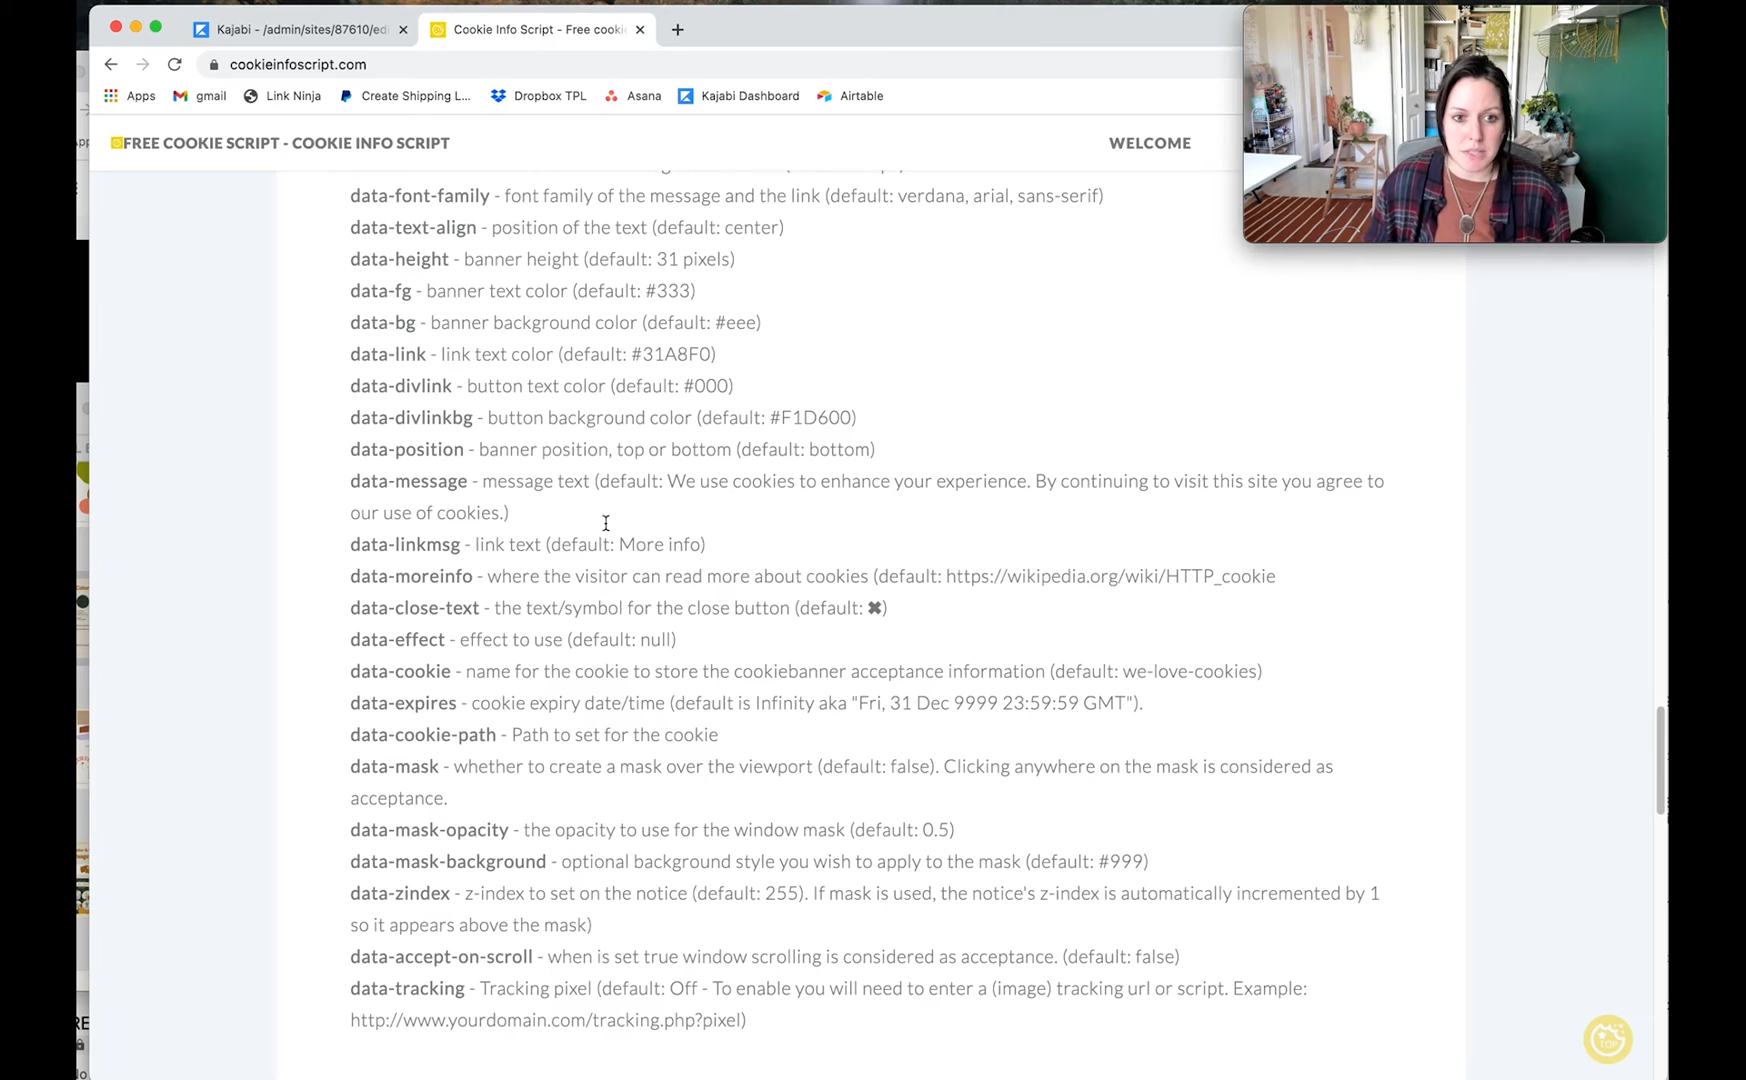 Kajabi - /admin/sites/87610/ed
Cookie Info Script - Free cooki
cookieinfoscript.com
Apps gmail Link Ninja Create Shipping L... Dropbox TPL Asana Kajabi Dashboard Airtable
FREE COOKIE SCRIPT - COOKIE INFO SCRIPT
WELCOME
data-font-family - font family of the message and the link (default: verdana, arial, sans-serif)
data-text-align - position of the text (default: center)
data-height - banner height (default: 31 pixels)
data-fg - banner text color (default: #333)
data-bg - banner background color (default: #eee)
data-link - link text color (default: #31A8F0)
data-divlink - button text color (default: #000)
data-divlinkbg - button background color (default: #F1D600)
data-position - banner position, top or bottom (default: bottom)
data-message - message text (default: We use cookies to enhance your experience. By continuing to visit this site you agree to
our use of cookies.)
data-linkmsg - link text (default: More info)
data-moreinfo - where the visitor can read more about cookies (default: https://wikipedia.org/wiki/HTTP_cookie
data-close-text - the text/symbol for the close button (default: ✖)
data-effect - effect to use (default: null)
data-cookie - name for the cookie to store the cookiebanner acceptance information (default: we-love-cookies)
data-expires - cookie expiry date/time (default is Infinity aka "Fri, 31 Dec 9999 23:59:59 GMT").
data-cookie-path - Path to set for the cookie
data-mask - whether to create a mask over the viewport (default: false). Clicking anywhere on the mask is considered as
acceptance.
data-mask-opacity - the opacity to use for the window mask (default: 0.5)
data-mask-background - optional background style you wish to apply to the mask (default: #999)
data-zindex - z-index to set on the notice (default: 255). If mask is used, the notice's z-index is automatically incremented by 1
so it appears above the mask)
data-accept-on-scroll - when is set true window scrolling is considered as acceptance. (default: false)
data-tracking - Tracking pixel (default: Off - To enable you will need to enter a (image) tracking url or script. Example:
http://www.yourdomain.com/tracking.php?pixel)
TOP